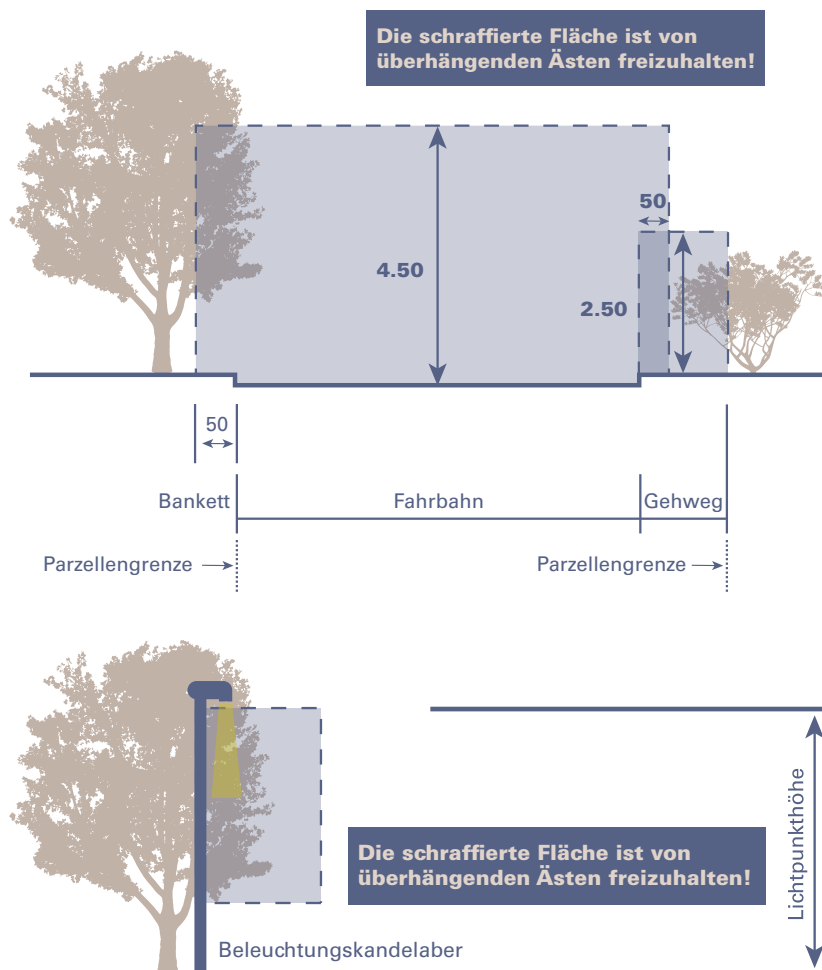 Die schraffierte Fläche ist von
überhängenden Ästen freizuhalten!
50
4.50
2.50
50
Bankett
Fahrbahn
Gehweg
Parzellengrenze
Parzellengrenze
Lichtpunkthöhe
Die schraffierte Fläche ist von
überhängenden Ästen freizuhalten!
Beleuchtungskandelaber